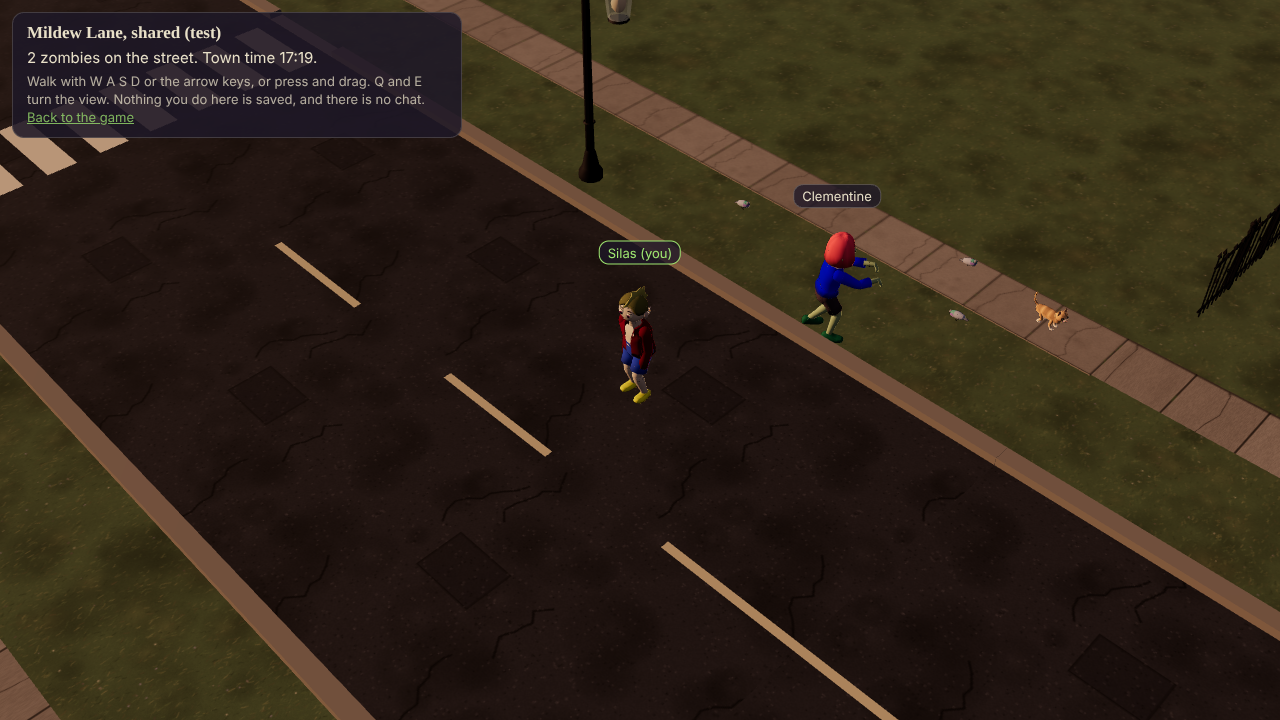 Mildew Lane, shared (test)
2 zombies on the street. Town time 17:19.
Walk with W A S D or the arrow keys, or press and drag. Q and E
turn the view. Nothing you do here is saved, and there is no chat.
Back to the game
Clementine
Silas (you)